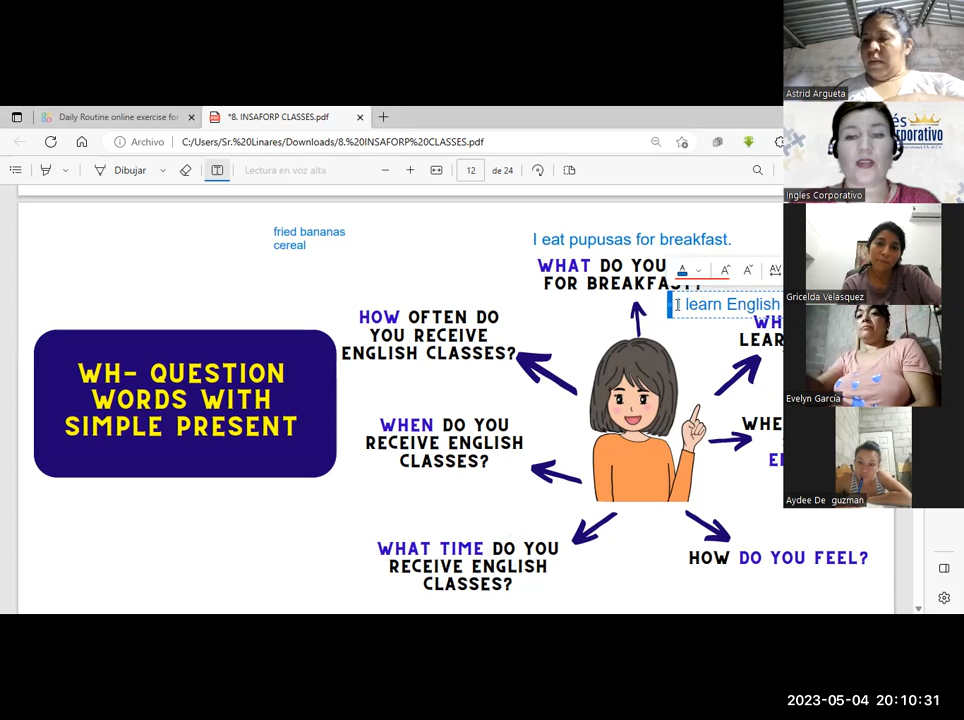 Daily Routine online exercise for
*8. INSAFORP CLASSES.pdf
Archivo
C:/Users/Sr.%20Linares/Downloads/8.%20INSAFORP%20CLASSES.pdf
Dibujar
Lectura en voz alta
12
de 24
fried bananas
cereal
I eat pupusas for breakfast.
WHAT DO YOU
FOR BREAKFAST?
I learn English
HOW OFTEN DO
YOU RECEIVE
ENGLISH CLASSES?
LEAR
WH- QUESTION
WORDS WITH
SIMPLE PRESENT
WHEN DO YOU
RECEIVE ENGLISH
CLASSES?
WHE
WHAT TIME DO YOU
RECEIVE ENGLISH
CLASSES?
HOW DO YOU FEEL?
Astrid Argueta
ingles Corporativo
Gricelda Velasquez
Evelyn García
Aydee De guzman
2023-05-04 20:10:31